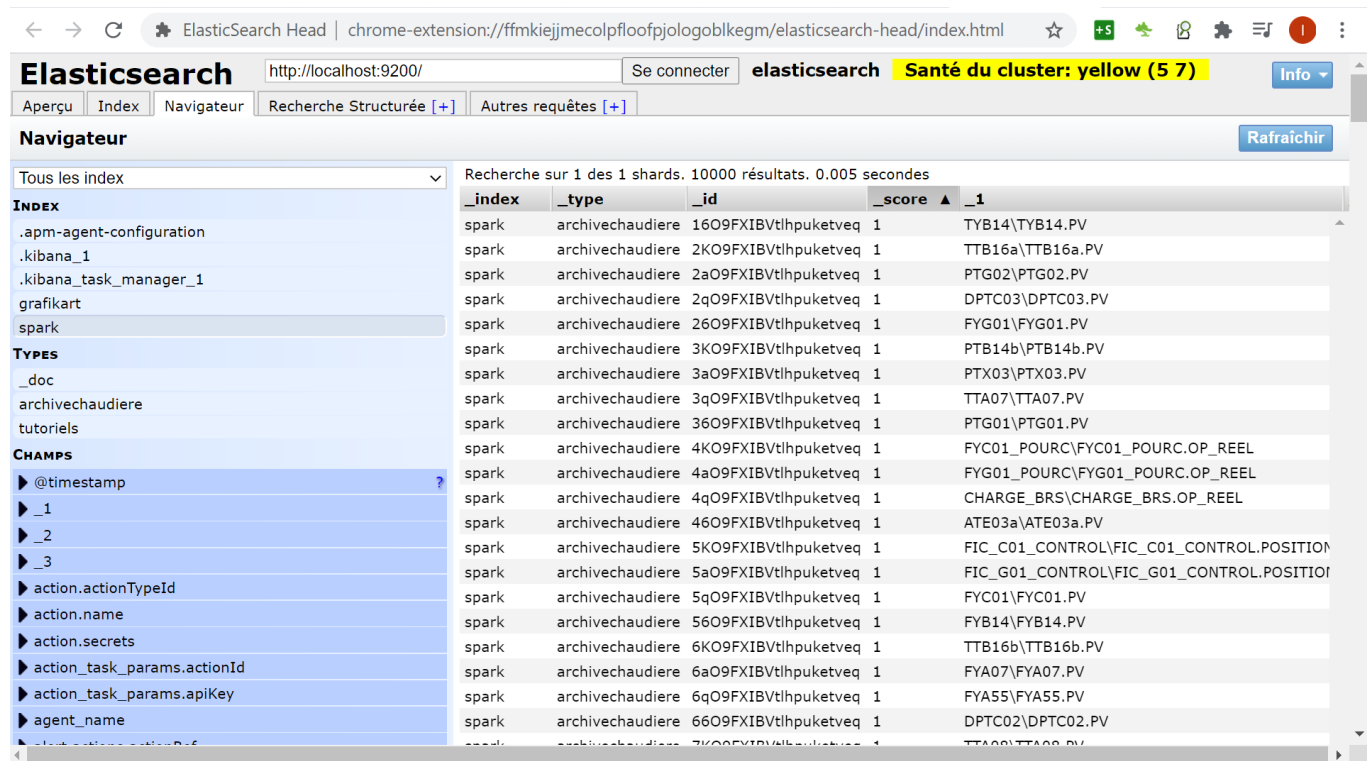 ElasticSearch Head | chrome-extension://ffmkiejjmecolpfloofpjologoblkegm/elasticsearch-head/index.html
+S
I
Elasticsearch http://localhost:9200/ Se connecter elasticsearch Santé du cluster: yellow (5 7) Info
Aperçu Index Navigateur Recherche Structurée [+] Autres requêtes [+]
Navigateur Rafraîchir
Tous les index
INDEX
.apm-agent-configuration
.kibana_1
.kibana_task_manager_1
grafikart
spark
TYPES
_doc
archivechaudiere
tutoriels
CHAMPS
@timestamp ?
_1
_2
_3
action.actionTypeId
action.name
action.secrets
action_task_params.actionId
action_task_params.apiKey
agent_name
Recherche sur 1 des 1 shards. 10000 résultats. 0.005 secondes
_index _type _id _score ▲ _1
spark archivechaudiere 16O9FXIBVtlhpuketveq 1 TYB14\TYB14.PV
spark archivechaudiere 2KO9FXIBVtlhpuketveq 1 TTB16a\TTB16a.PV
spark archivechaudiere 2aO9FXIBVtlhpuketveq 1 PTG02\PTG02.PV
spark archivechaudiere 2qO9FXIBVtlhpuketveq 1 DPTC03\DPTC03.PV
spark archivechaudiere 26O9FXIBVtlhpuketveq 1 FYG01\FYG01.PV
spark archivechaudiere 3KO9FXIBVtlhpuketveq 1 PTB14b\PTB14b.PV
spark archivechaudiere 3aO9FXIBVtlhpuketveq 1 PTX03\PTX03.PV
spark archivechaudiere 3qO9FXIBVtlhpuketveq 1 TTA07\TTA07.PV
spark archivechaudiere 36O9FXIBVtlhpuketveq 1 PTG01\PTG01.PV
spark archivechaudiere 4KO9FXIBVtlhpuketveq 1 FYC01_POURC\FYC01_POURC.OP_REEL
spark archivechaudiere 4aO9FXIBVtlhpuketveq 1 FYG01_POURC\FYG01_POURC.OP_REEL
spark archivechaudiere 4qO9FXIBVtlhpuketveq 1 CHARGE_BRS\CHARGE_BRS.OP_REEL
spark archivechaudiere 46O9FXIBVtlhpuketveq 1 ATE03a\ATE03a.PV
spark archivechaudiere 5KO9FXIBVtlhpuketveq 1 FIC_C01_CONTROL\FIC_C01_CONTROL.POSITION
spark archivechaudiere 5aO9FXIBVtlhpuketveq 1 FIC_G01_CONTROL\FIC_G01_CONTROL.POSITION
spark archivechaudiere 5qO9FXIBVtlhpuketveq 1 FYC01\FYC01.PV
spark archivechaudiere 56O9FXIBVtlhpuketveq 1 FYB14\FYB14.PV
spark archivechaudiere 6KO9FXIBVtlhpuketveq 1 TTB16b\TTB16b.PV
spark archivechaudiere 6aO9FXIBVtlhpuketveq 1 FYA07\FYA07.PV
spark archivechaudiere 6qO9FXIBVtlhpuketveq 1 FYA55\FYA55.PV
spark archivechaudiere 66O9FXIBVtlhpuketveq 1 DPTC02\DPTC02.PV